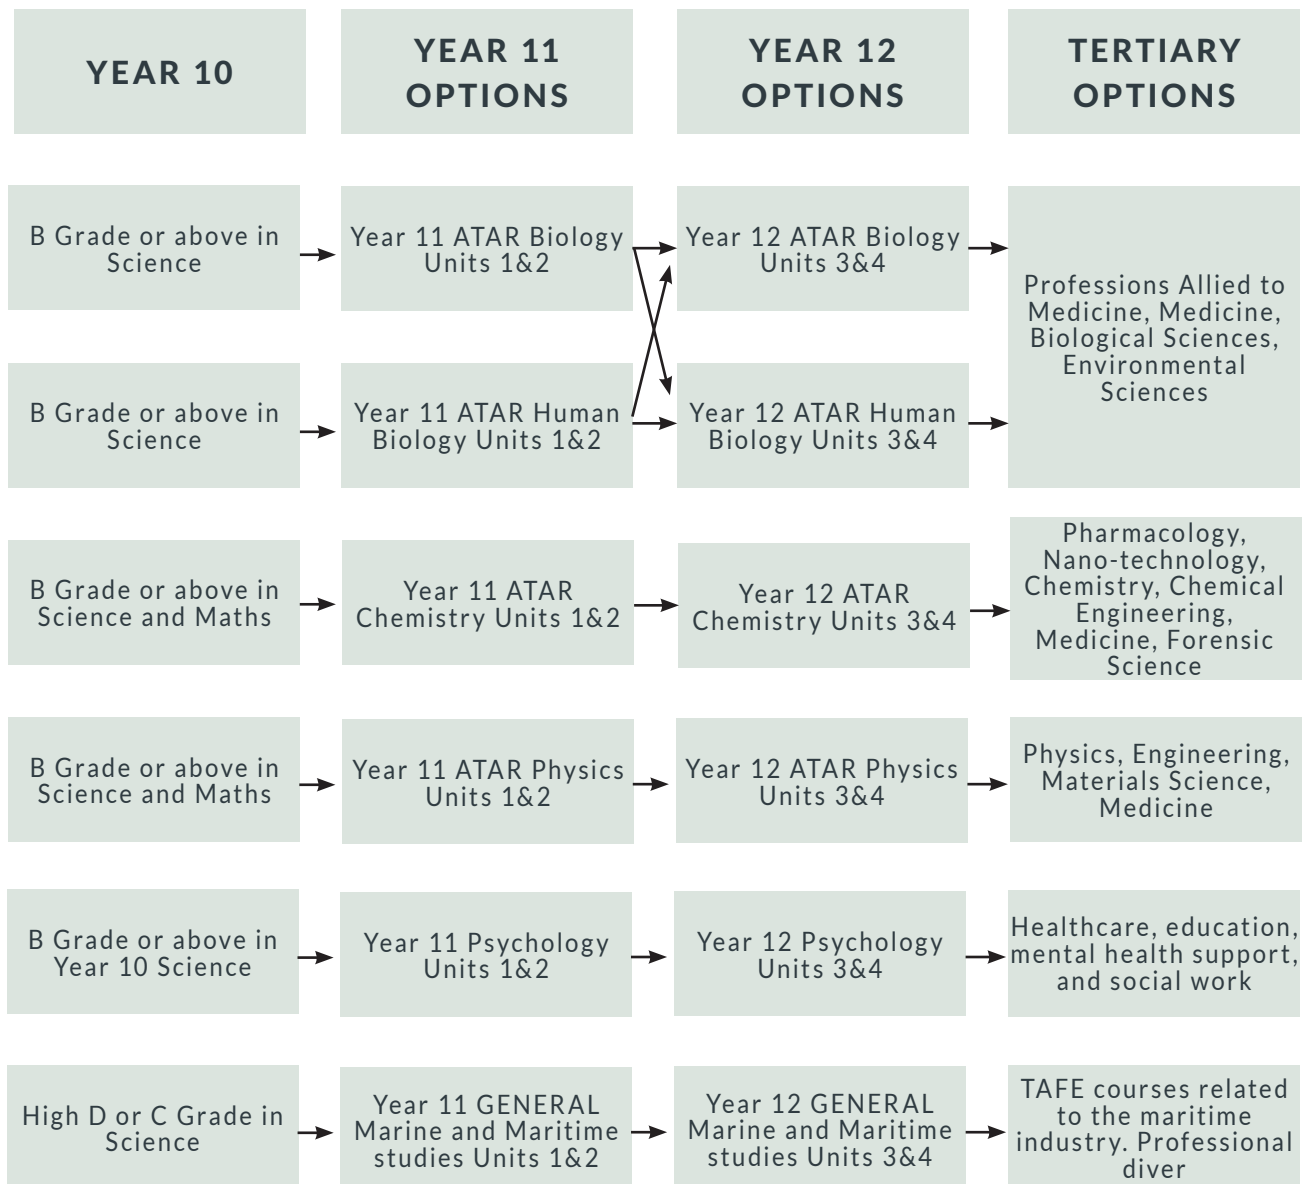 YEAR 10
YEAR 11
OPTIONS
YEAR 12
OPTIONS
TERTIARY
OPTIONS
B Grade or above in
Science
Year 11 ATAR Biology
Units 1&2
Year 12 ATAR Biology
Units 3&4
Professions Allied to
Medicine, Medicine,
Biological Sciences,
Environmental
Sciences
B Grade or above in
Science
Year 11 ATAR Human
Biology Units 1&2
Year 12 ATAR Human
Biology Units 3&4
B Grade or above in
Science and Maths
Year 11 ATAR
Chemistry Units 1&2
Year 12 ATAR
Chemistry Units 3&4
Pharmacology,
Nano-technology,
Chemistry, Chemical
Engineering,
Medicine, Forensic
Science
B Grade or above in
Science and Maths
Year 11 ATAR Physics
Units 1&2
Year 12 ATAR Physics
Units 3&4
Physics, Engineering,
Materials Science,
Medicine
B Grade or above in
Year 10 Science
Year 11 Psychology
Units 1&2
Year 12 Psychology
Units 3&4
Healthcare, education,
mental health support,
and social work
High D or C Grade in
Science
Year 11 GENERAL
Marine and Maritime
studies Units 1&2
Year 12 GENERAL
Marine and Maritime
studies Units 3&4
TAFE courses related
to the maritime
industry. Professional
diver